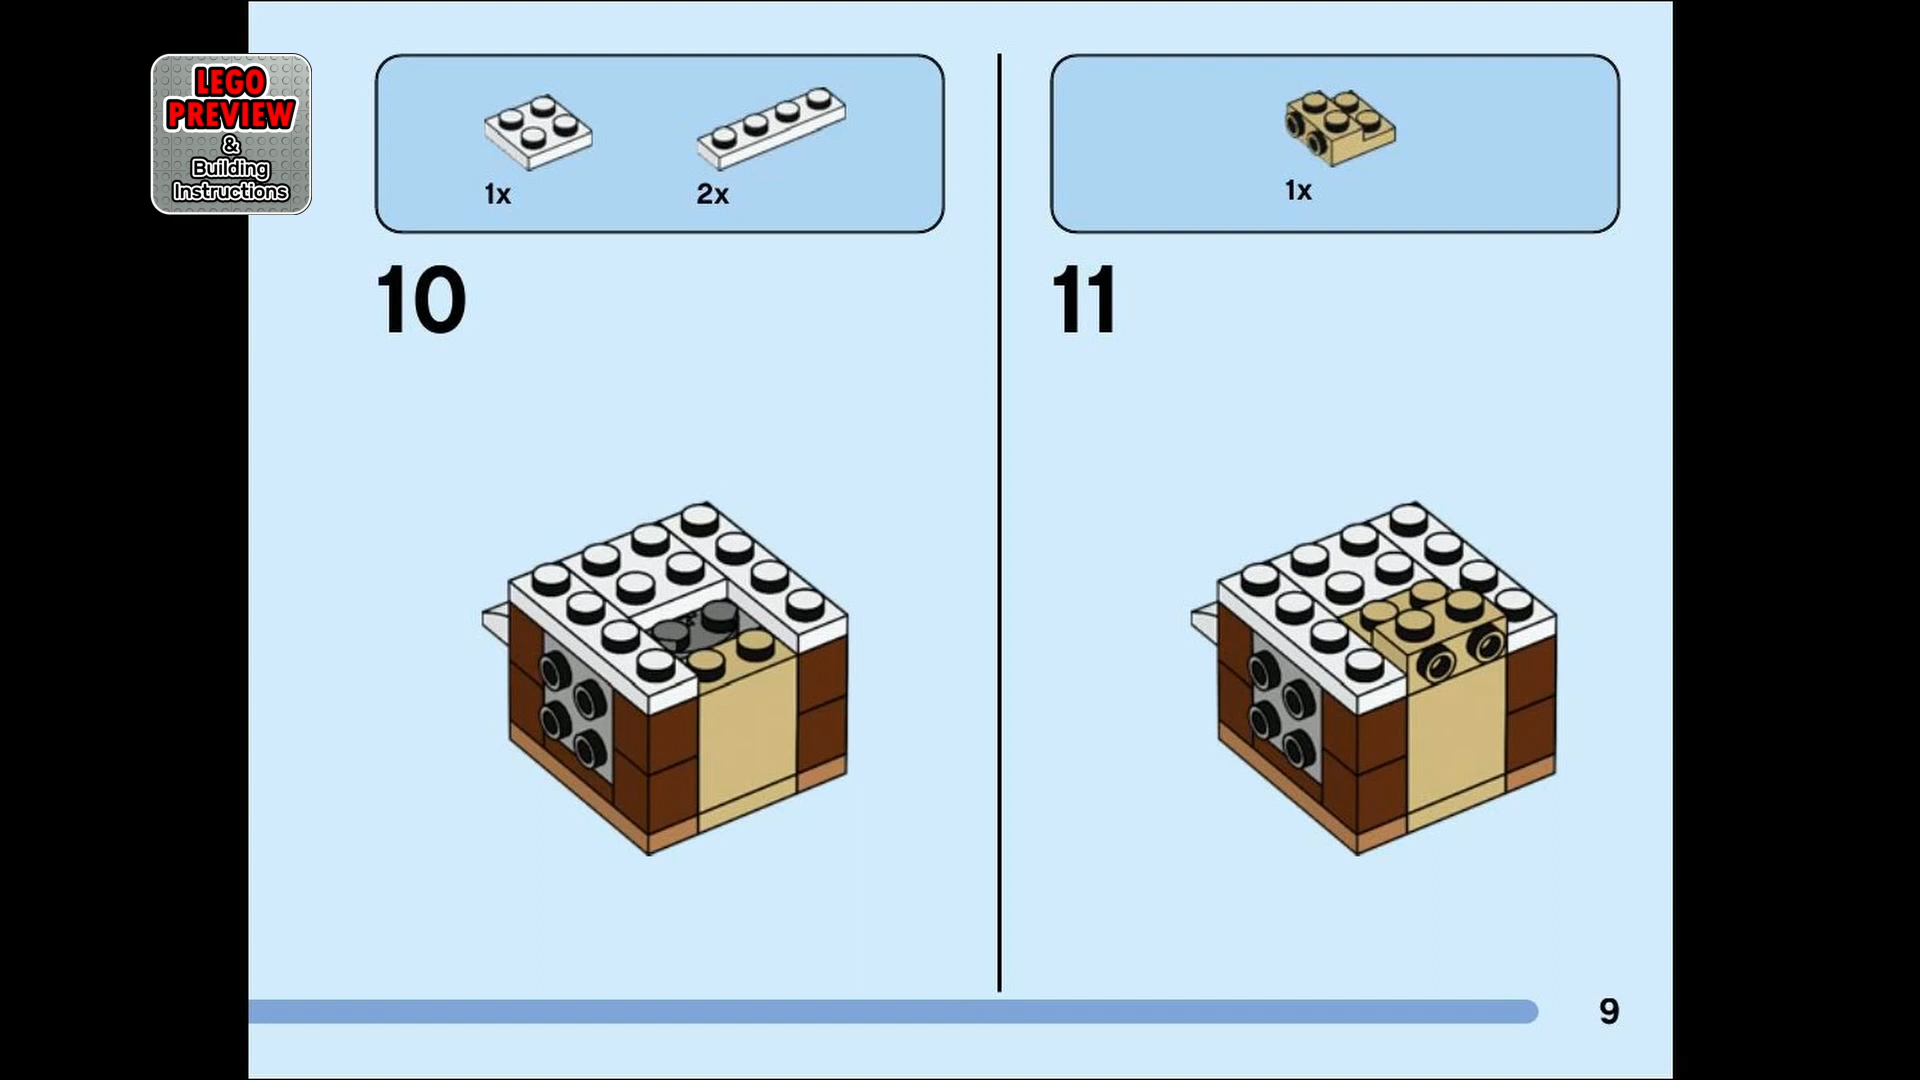 LEGO
PREVIEW
&
Building
Instructions
1x
2x
10
1x
11
9